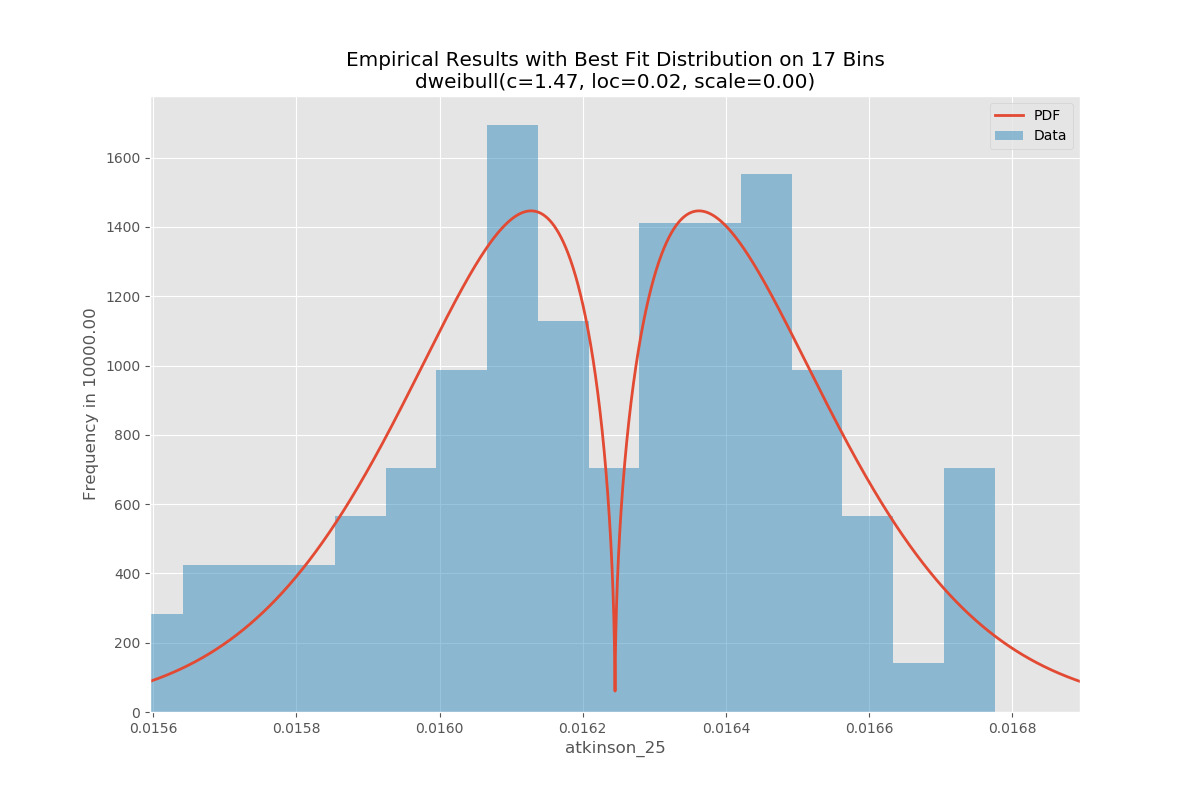 Empirical Results with Best Fit Distribution on 17 Bins
dweibull(c=1.47, loc=0.02, scale=0.00)
PDF
Data
Frequency in 10000.00
1600
1400
1200
1000
800
600
400
200
0
0.0156 0.0158 0.0160 0.0162 0.0164 0.0166 0.0168
atkinson_25